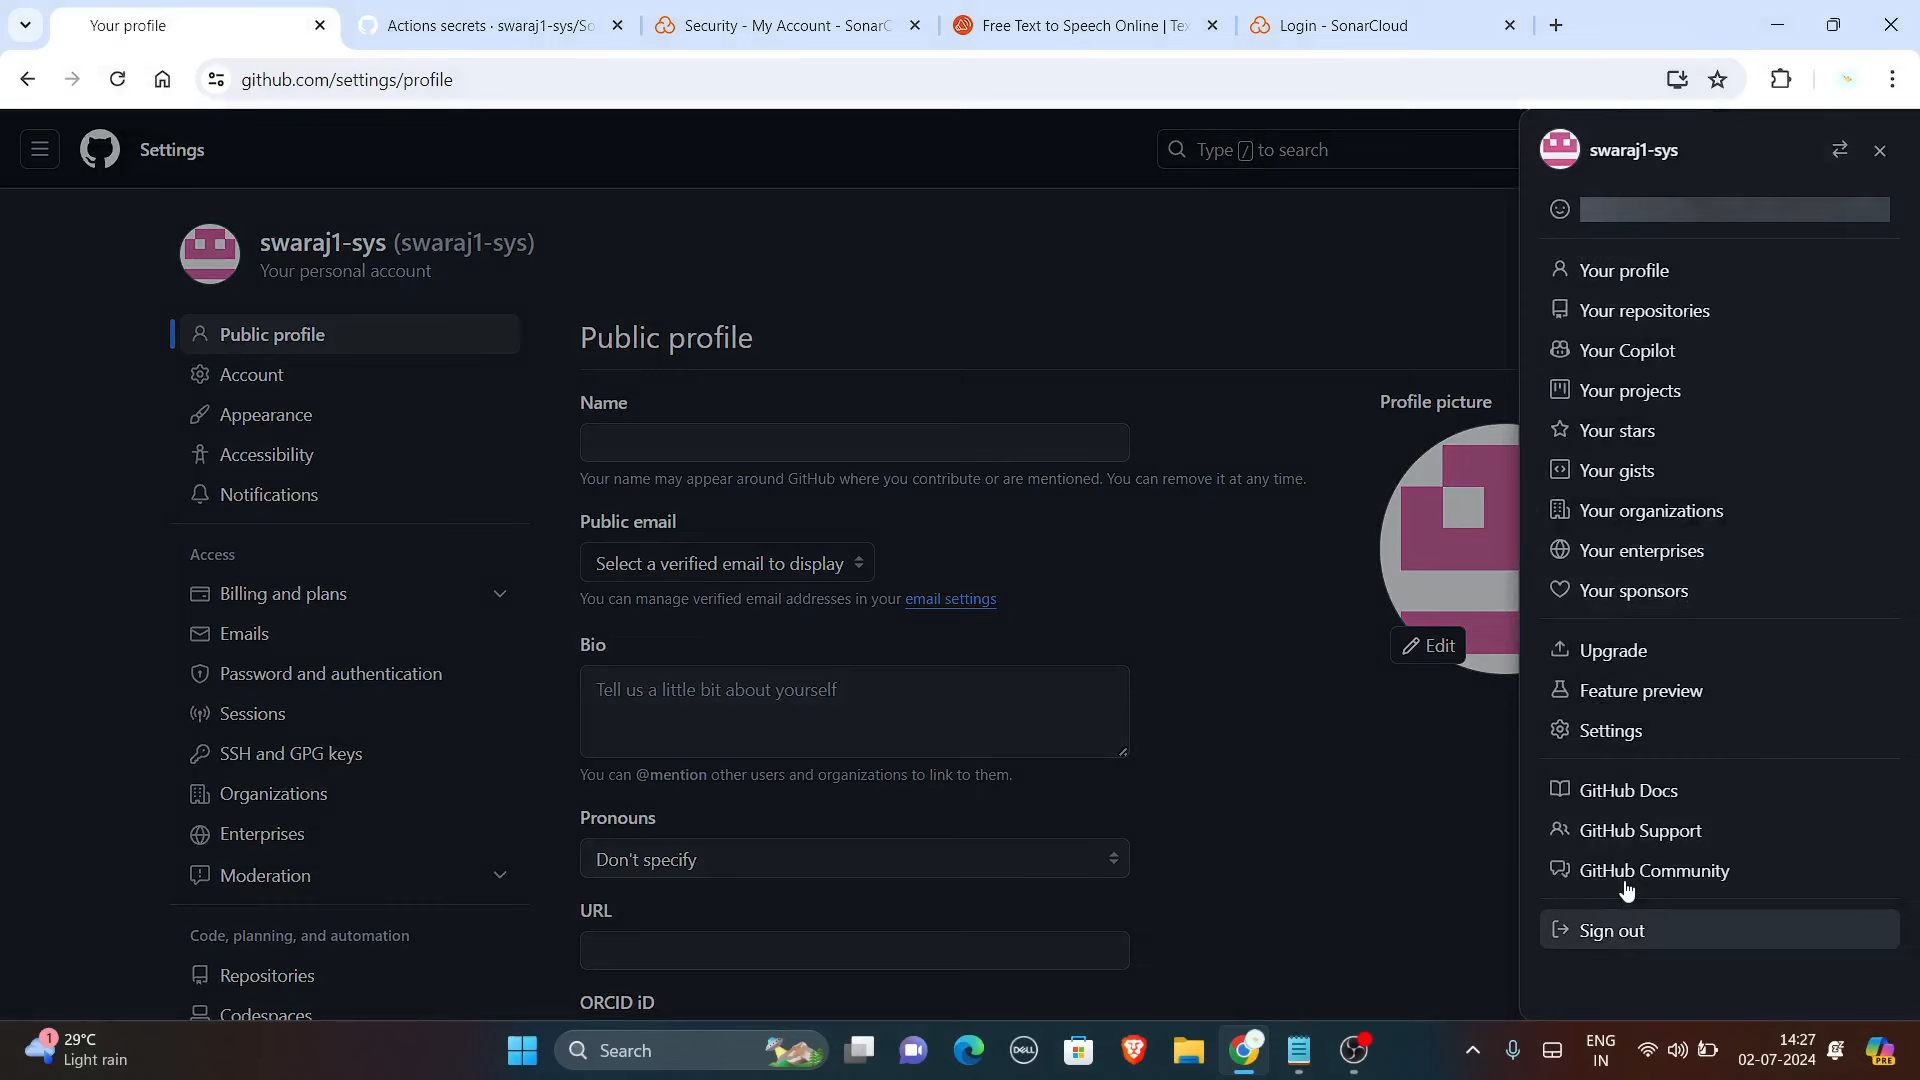 Your profile
Actions secrets · swaraj1-sys/So
Security - My Account - SonarC
Free Text to Speech Online | Tex
Login - SonarCloud
github.com/settings/profile
Settings
Type / to search
swaraj1-sys
swaraj1-sys (swaraj1-sys)
Your personal account
Public profile
Account
Appearance
Accessibility
Notifications
Access
Billing and plans
Emails
Password and authentication
Sessions
SSH and GPG keys
Organizations
Enterprises
Moderation
Code, planning, and automation
Repositories
Codespaces
Public profile
Name
Your name may appear around GitHub where you contribute or are mentioned. You can remove it at any time.
Public email
Select a verified email to display
You can manage verified email addresses in your email settings
Bio
Tell us a little bit about yourself
You can @mention other users and organizations to link to them.
Pronouns
Don't specify
URL
ORCID iD
Profile picture
Edit
Your profile
Your repositories
Your Copilot
Your projects
Your stars
Your gists
Your organizations
Your enterprises
Your sponsors
Upgrade
Feature preview
Settings
GitHub Docs
GitHub Support
GitHub Community
Sign out
1
29°C
Light rain
Search
DELL
ENG
IN
14:27
02-07-2024
PRE